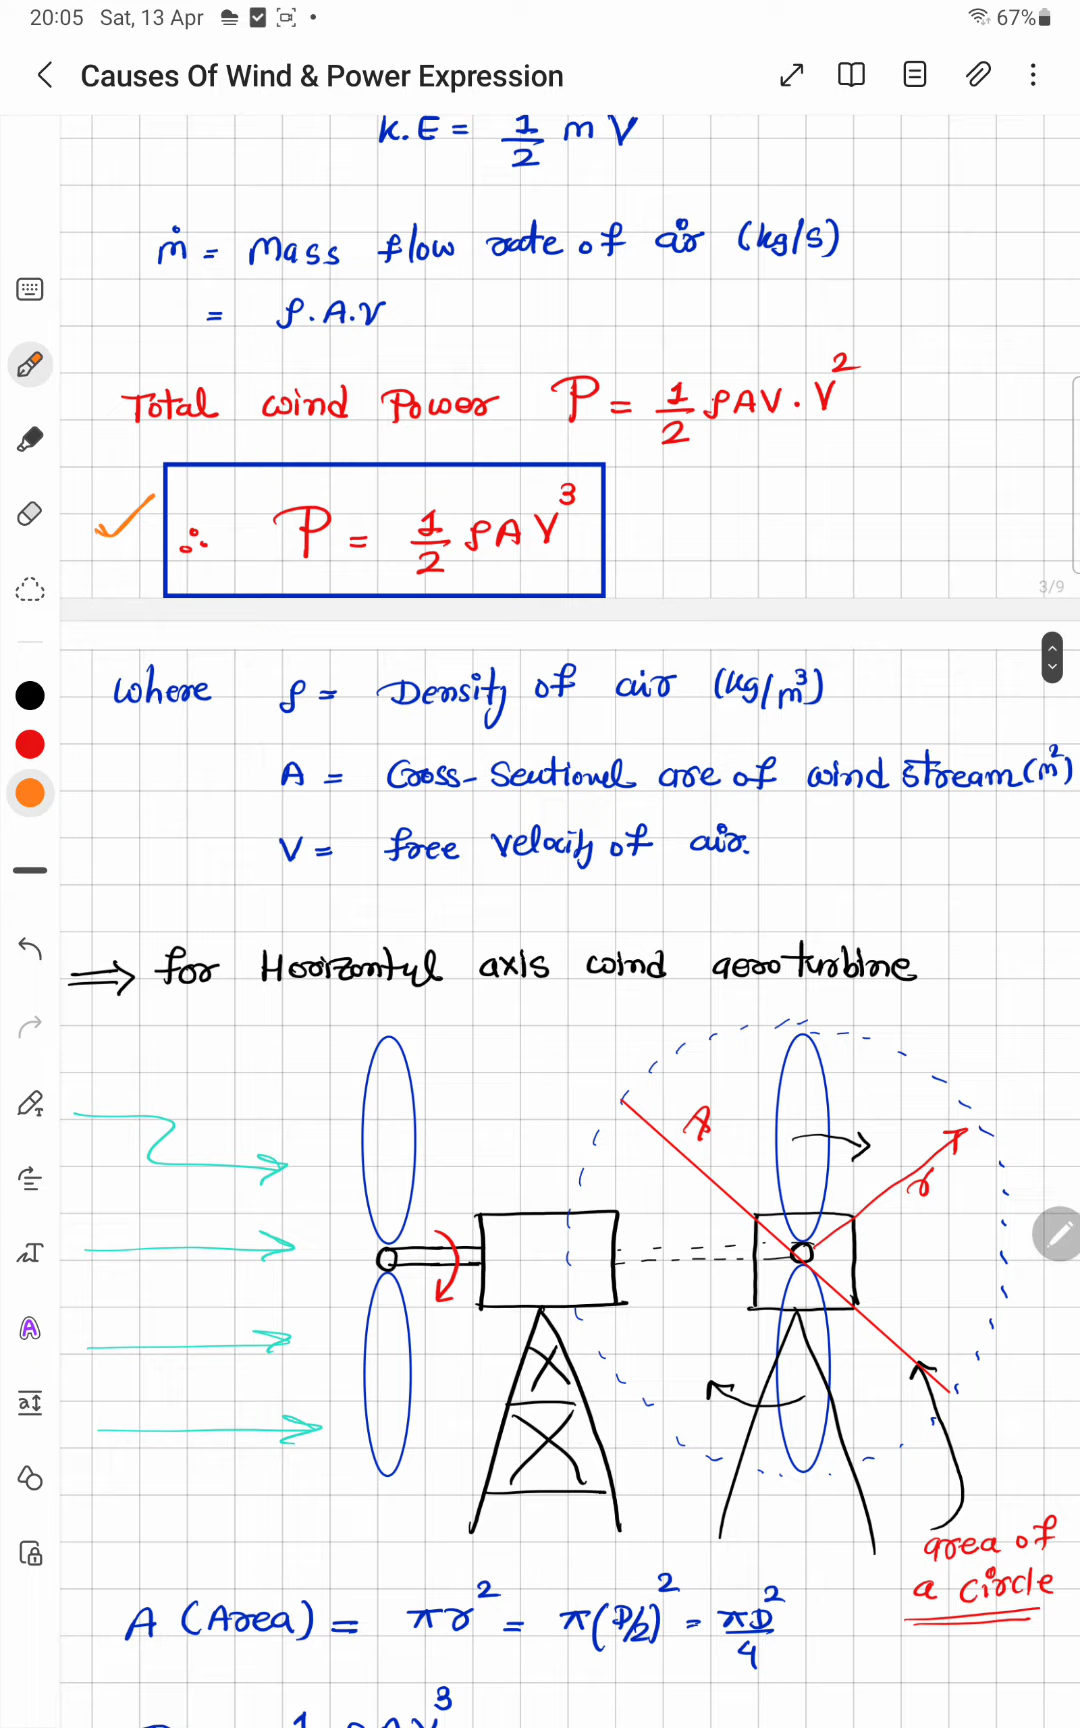 20:05 Sat, 13 Apr
67%
Causes Of Wind & Power Expression
K.E = 1/2 m V
ṁ = Mass flow rate of air (kg/s)
= ρ.A.V
Total wind Power P = 1/2 ρAV.V²
∴ P = 1/2 ρAV³
3/9
where ρ = Density of air (kg/m³)
A = Cross-Sectional are of wind stream (m²)
V = free velocity of air.
⇒ for Horizontal axis wind aeroturbine
A
r
area of
a circle
A (Area) = πr² = π(D/2)² = πD²/4